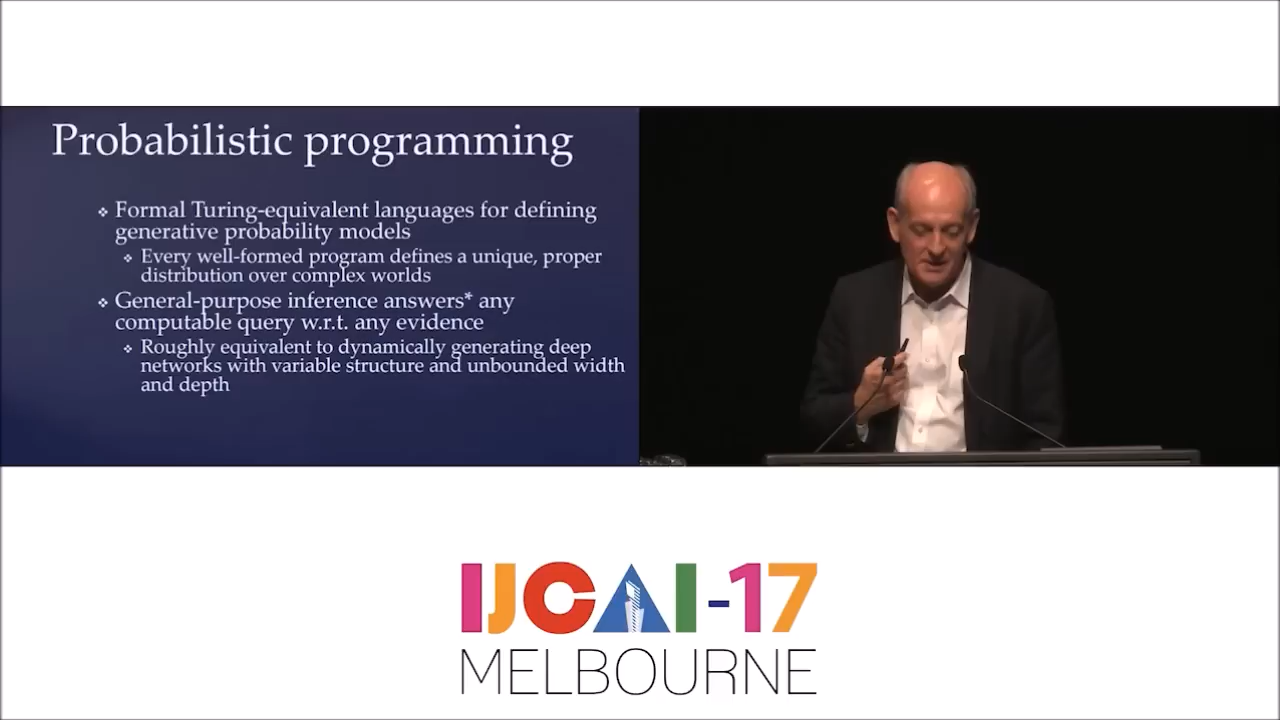 Probabilistic programming
❖ Formal Turing-equivalent languages for defining
generative probability models
❖ Every well-formed program defines a unique, proper
distribution over complex worlds
❖ General-purpose inference answers* any
computable query w.r.t. any evidence
❖ Roughly equivalent to dynamically generating deep
networks with variable structure and unbounded width
and depth
IJCAI-17
MELBOURNE